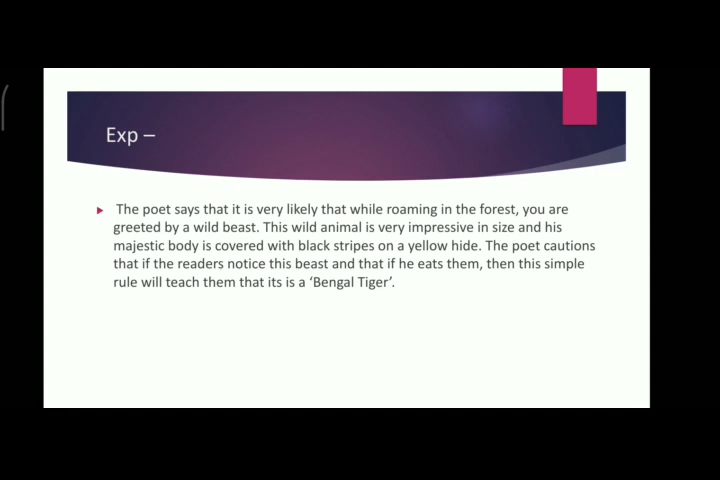 Exp –
The poet says that it is very likely that while roaming in the forest, you are
greeted by a wild beast. This wild animal is very impressive in size and his
majestic body is covered with black stripes on a yellow hide. The poet cautions
that if the readers notice this beast and that if he eats them, then this simple
rule will teach them that its is a ‘Bengal Tiger’.